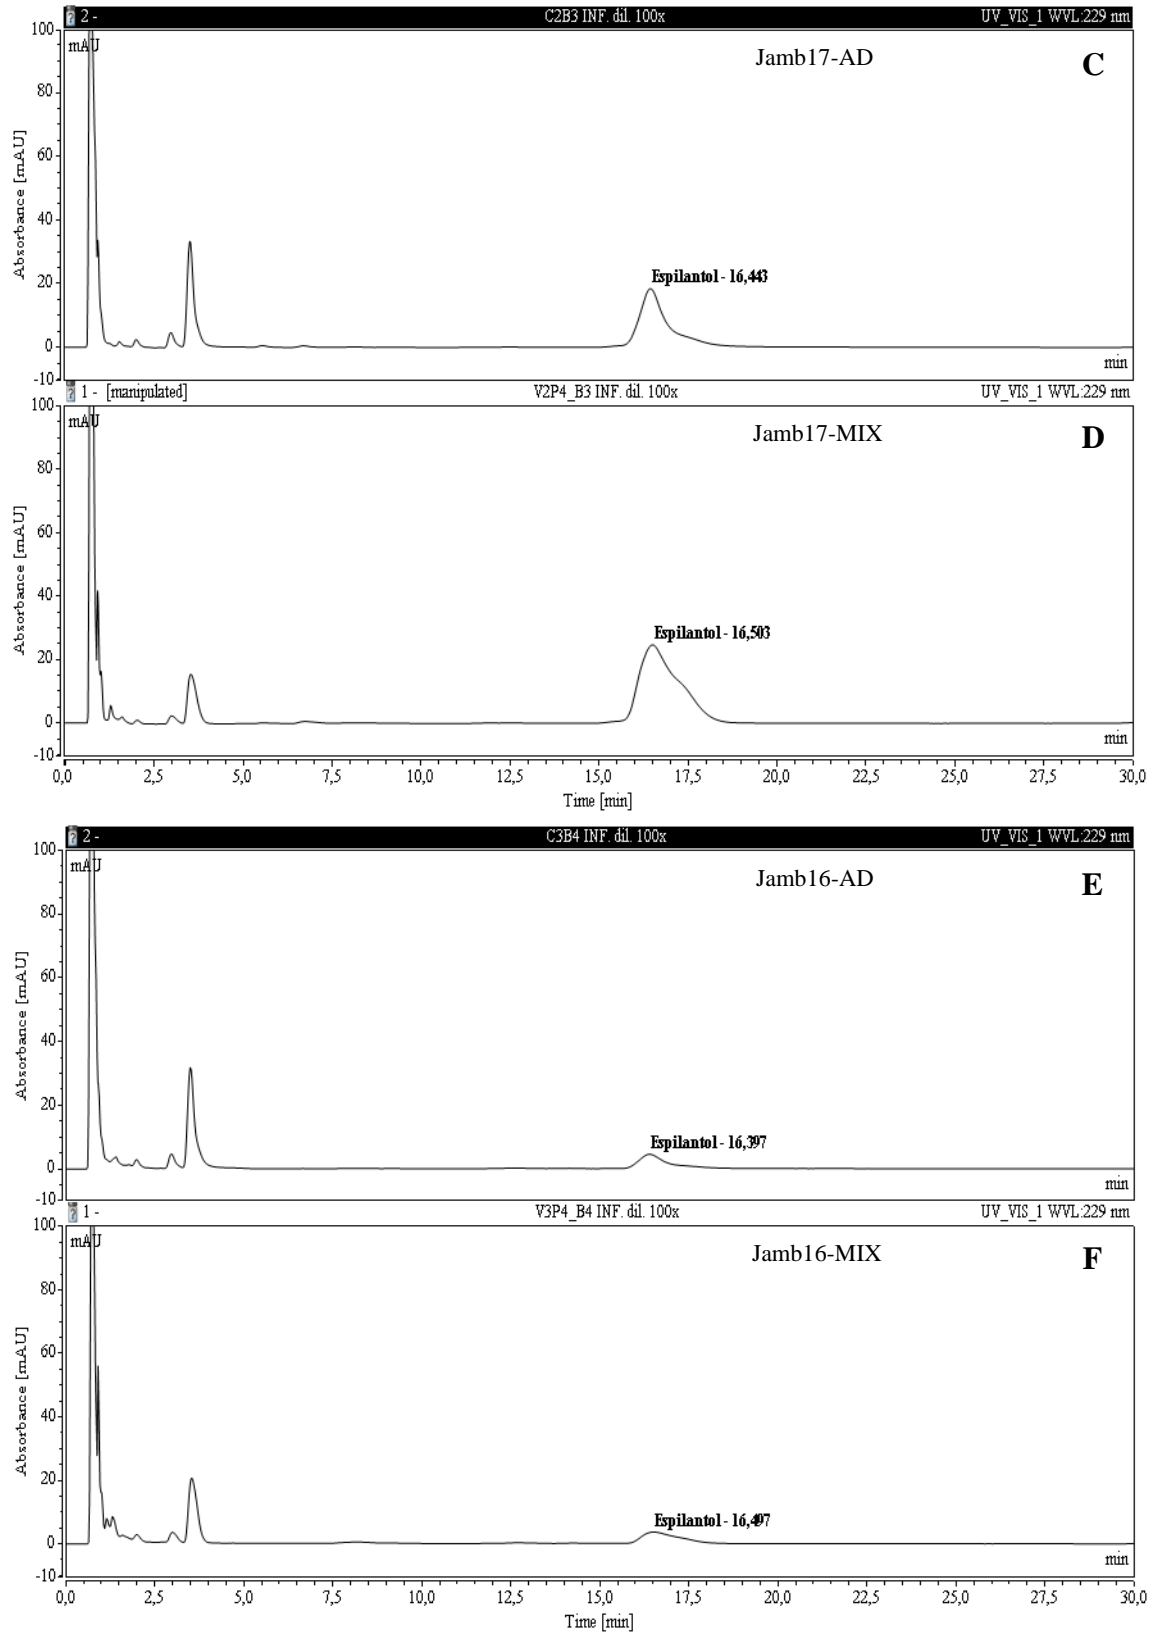 2 - C2B3 INF. dil. 100x UV_VIS_1 WVL:229 nm
100
mAU
Jamb17-AD
C
80
60
40
20
0
-10
Absorbance [mAU]
Espilantol - 16,443
min
1 - [manipulated] V2P4_B3 INF. dil. 100x UV_VIS_1 WVL:229 nm
100
mAU
Jamb17-MIX
D
80
60
40
20
0
-10
Absorbance [mAU]
Espilantol - 16,503
min
0,0 2,5 5,0 7,5 10,0 12,5 15,0 17,5 20,0 22,5 25,0 27,5 30,0
Time [min]
2 - C3B4 INF. dil. 100x UV_VIS_1 WVL:229 nm
100
mAU
Jamb16-AD
E
80
60
40
20
0
-10
Absorbance [mAU]
Espilantol - 16,397
min
1 - V3P4_B4 INF. dil. 100x UV_VIS_1 WVL:229 nm
100
mAU
Jamb16-MIX
F
80
60
40
20
0
-10
Absorbance [mAU]
Espilantol - 16,497
min
0,0 2,5 5,0 7,5 10,0 12,5 15,0 17,5 20,0 22,5 25,0 27,5 30,0
Time [min]